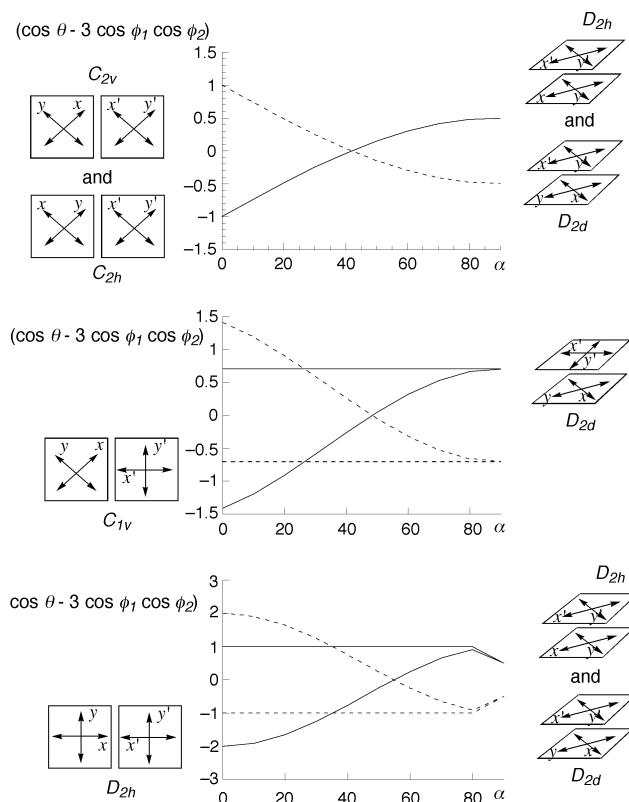 (cos θ - 3 cos ϕ1 cos ϕ2)
C2v
y x x' y'
and
x y x' y'
C2h
1.5
1
0.5
0
−0.5
−1
−1.5
0 20 40 60 80 α
D2h
x' y'
x y
and
x' y'
y x
D2d
(cos θ - 3 cos ϕ1 cos ϕ2)
y x y'
x'
C1v
1.5
1
0.5
0
−0.5
−1
−1.5
0 20 40 60 80 α
x'
y'
y x
D2d
cos θ - 3 cos ϕ1 cos ϕ2)
y y'
x x'
D2h
3
2
1
0
−1
−2
−3
0 20 40 60 80 α
D2h
x' y'
x y
and
x' y'
y x
D2d